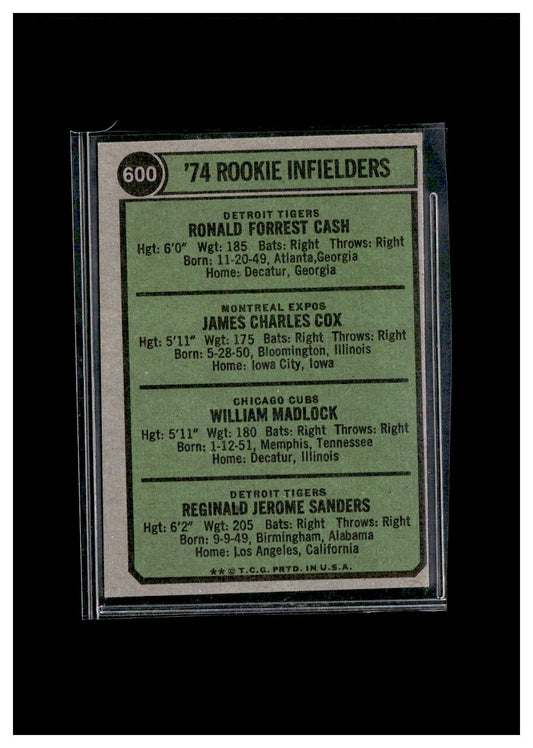 600
'74 ROOKIE INFIELDERS
DETROIT TIGERS
RONALD FORREST CASH
Hgt: 6'0" Wgt: 185 Bats: Right Throws: Right
Born: 11-20-49, Atlanta,Georgia
Home: Decatur, Georgia
MONTREAL EXPOS
JAMES CHARLES COX
Hgt: 5'11" Wgt: 175 Bats: Right Throws: Right
Born: 5-28-50, Bloomington, Illinois
Home: Iowa City, Iowa
CHICAGO CUBS
WILLIAM MADLOCK
Hgt: 5'11" Wgt: 180 Bats: Right Throws: Right
Born: 1-12-51, Memphis, Tennessee
Home: Decatur, Illinois
DETROIT TIGERS
REGINALD JEROME SANDERS
Hgt: 6'2" Wgt: 205 Bats: Right Throws: Right
Born: 9-9-49, Birmingham, Alabama
Home: Los Angeles, California
** © T.C.G. PRTD. IN U.S.A.